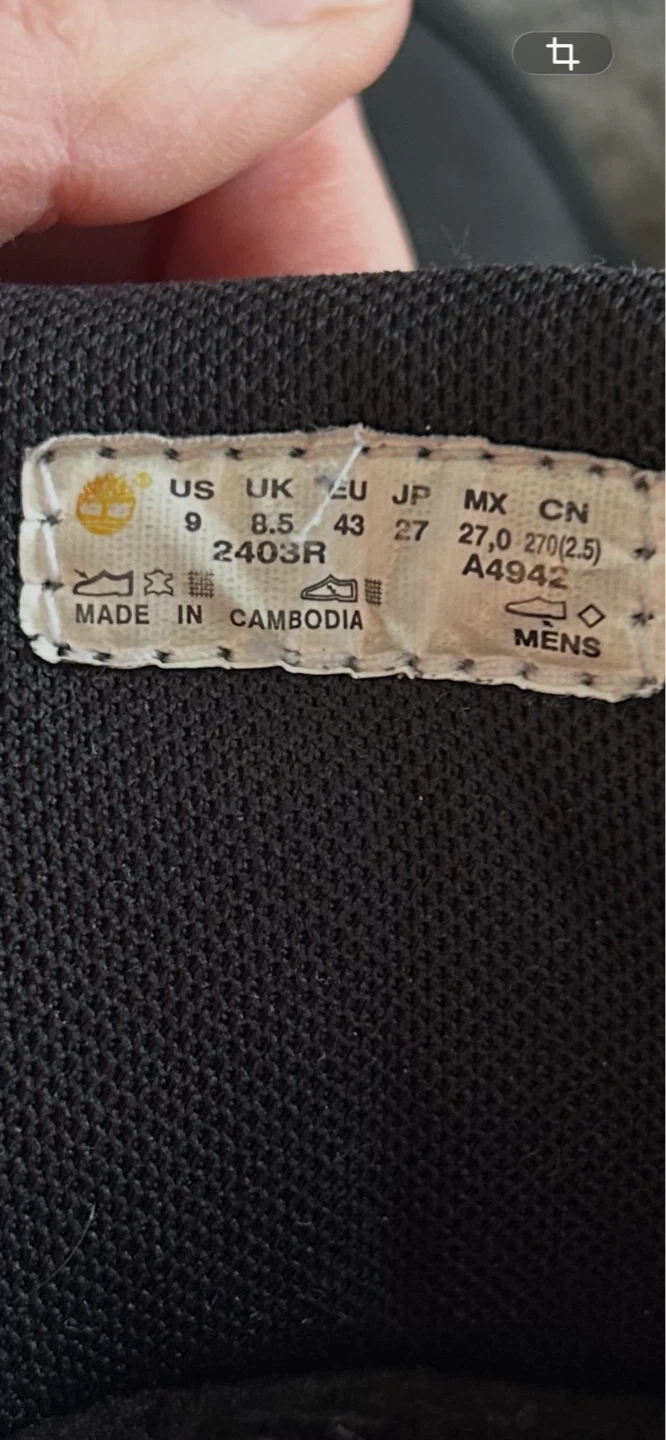 US UK EU JP MX CN
9 8.5 43 27 27,0 270(2.5)
2403R A4942
MADE IN CAMBODIA
MENS